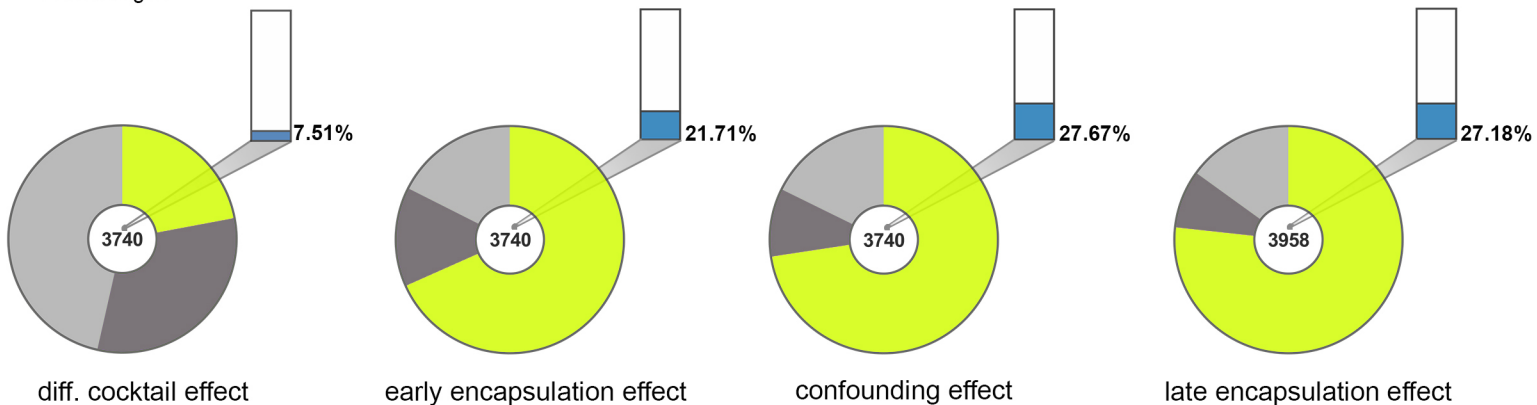 7.51%
21.71%
27.67%
27.18%
3740
3740
3740
3958
diff. cocktail effect
early encapsulation effect
confounding effect
late encapsulation effect